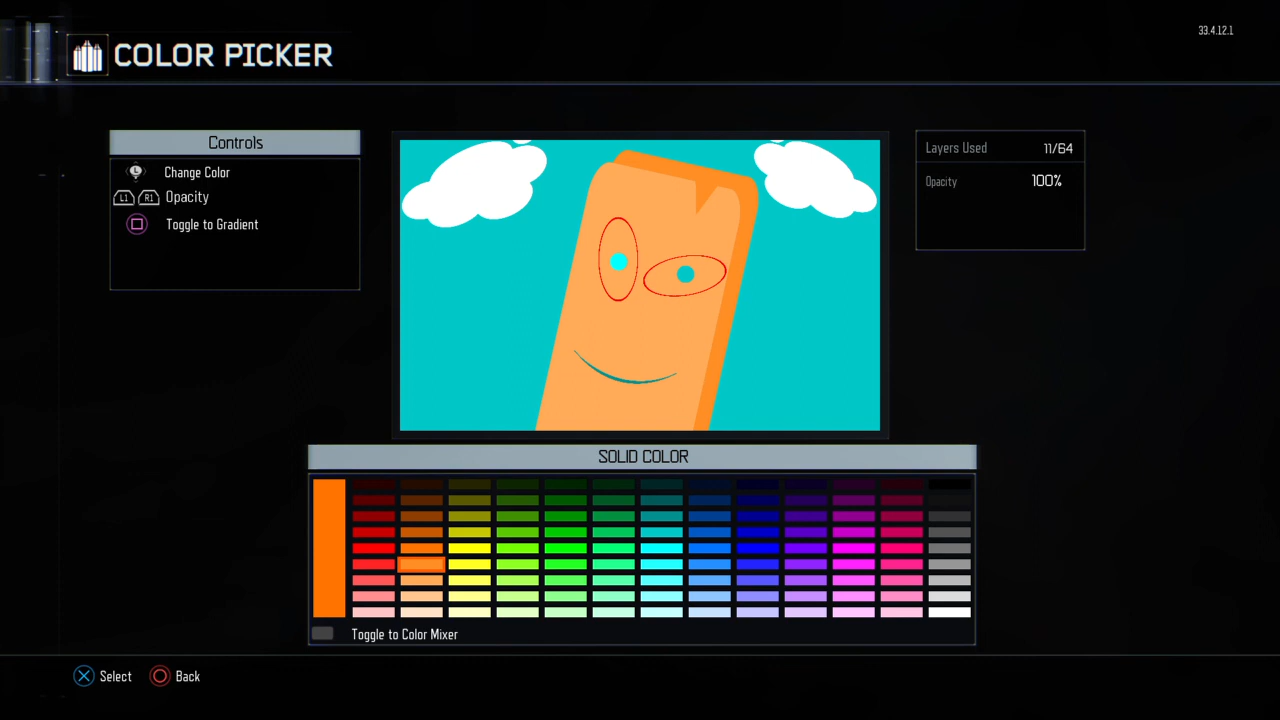 COLOR PICKER
33.4.12.1
Controls
Change Color
L1 R1 Opacity
Toggle to Gradient
Layers Used 11/64
Opacity 100%
SOLID COLOR
Toggle to Color Mixer
Select Back